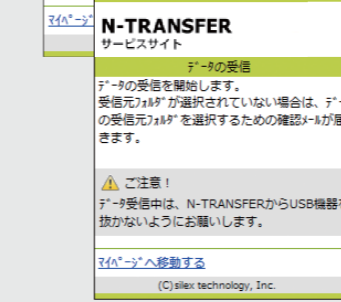 ﾏｲﾍﾟｰｼﾞ
N-TRANSFER
サービスサイト
ﾃﾞｰﾀの受信
ﾃﾞｰﾀの受信を開始します。
受信元ﾌｫﾙﾀﾞが選択されていない場合は、ﾃﾞｰ
の受信元ﾌｫﾙﾀﾞを選択するための確認ﾒｰﾙが届
きます。
ご注意！
ﾃﾞｰﾀ受信中は、N-TRANSFERからUSB機器を
抜かないようにお願いします。
ﾏｲﾍﾟｰｼﾞへ移動する
(C)silex technology, Inc.